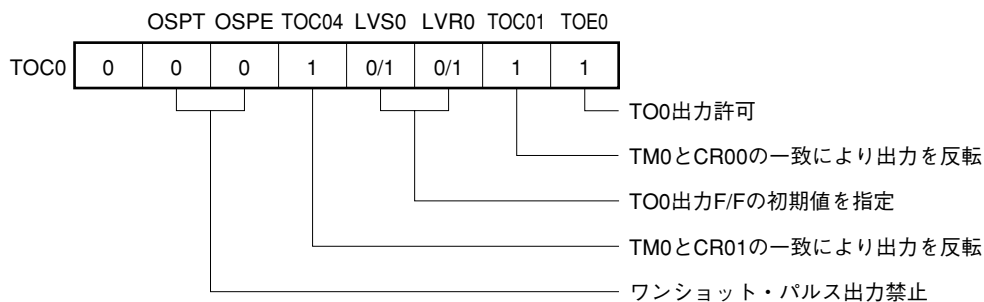 OSPT OSPE TOC04 LVS0 LVR0 TOC01 TOE0
TOC0 0 0 0 1 0/1 0/1 1 1
TO0出力許可
TM0とCR00の一致により出力を反転
TO0出力F/Fの初期値を指定
TM0とCR01の一致により出力を反転
ワンショット・パルス出力禁止